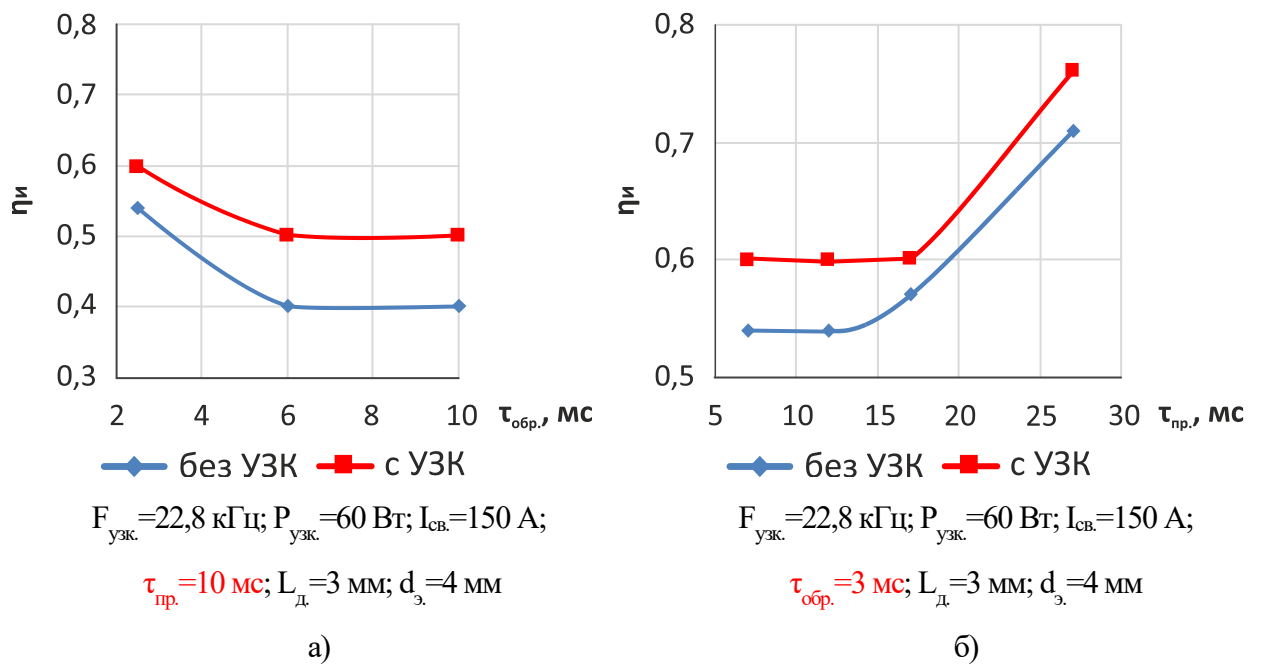 0,8
0,7
0,6
0,5
0,4
0,3
ηи
2 4 6 8 10 τобр., мс
без УЗК с УЗК
Fузк.=22,8 кГц; Pузк.=60 Вт; Iсв.=150 А;
τпр.=10 мс; Lд.=3 мм; dэ.=4 мм
а)
0,8
0,7
0,6
0,5
ηи
5 10 15 20 25 30 τпр., мс
без УЗК с УЗК
Fузк.=22,8 кГц; Pузк.=60 Вт; Iсв.=150 А;
τобр.=3 мс; Lд.=3 мм; dэ.=4 мм
б)